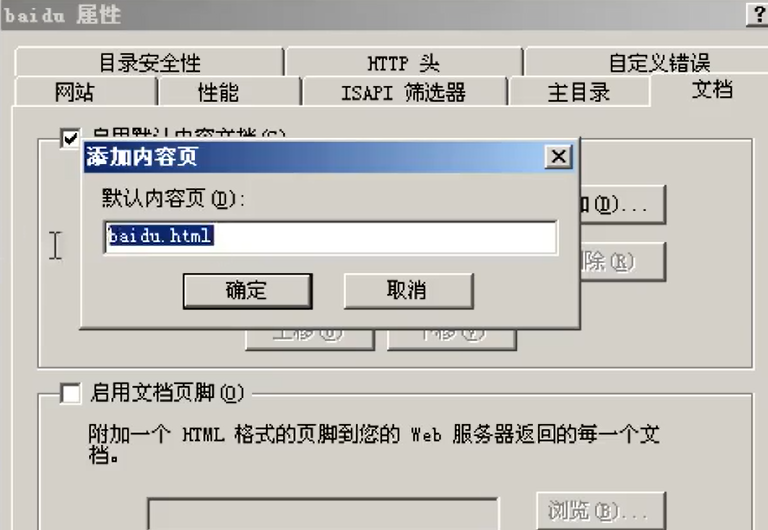 baidu 属性
?
目录安全性
HTTP 头
自定义错误
网站
性能
ISAPI 筛选器
主目录
文档
启用默认内容文档(C)
添加内容页
默认内容页(D):
baidu.html
确定
取消
加(D)...
除(R)
上移(U)
下移(V)
启用文档页脚(O)
附加一个 HTML 格式的页脚到您的 Web 服务器返回的每一个文
档。
浏览(B)...